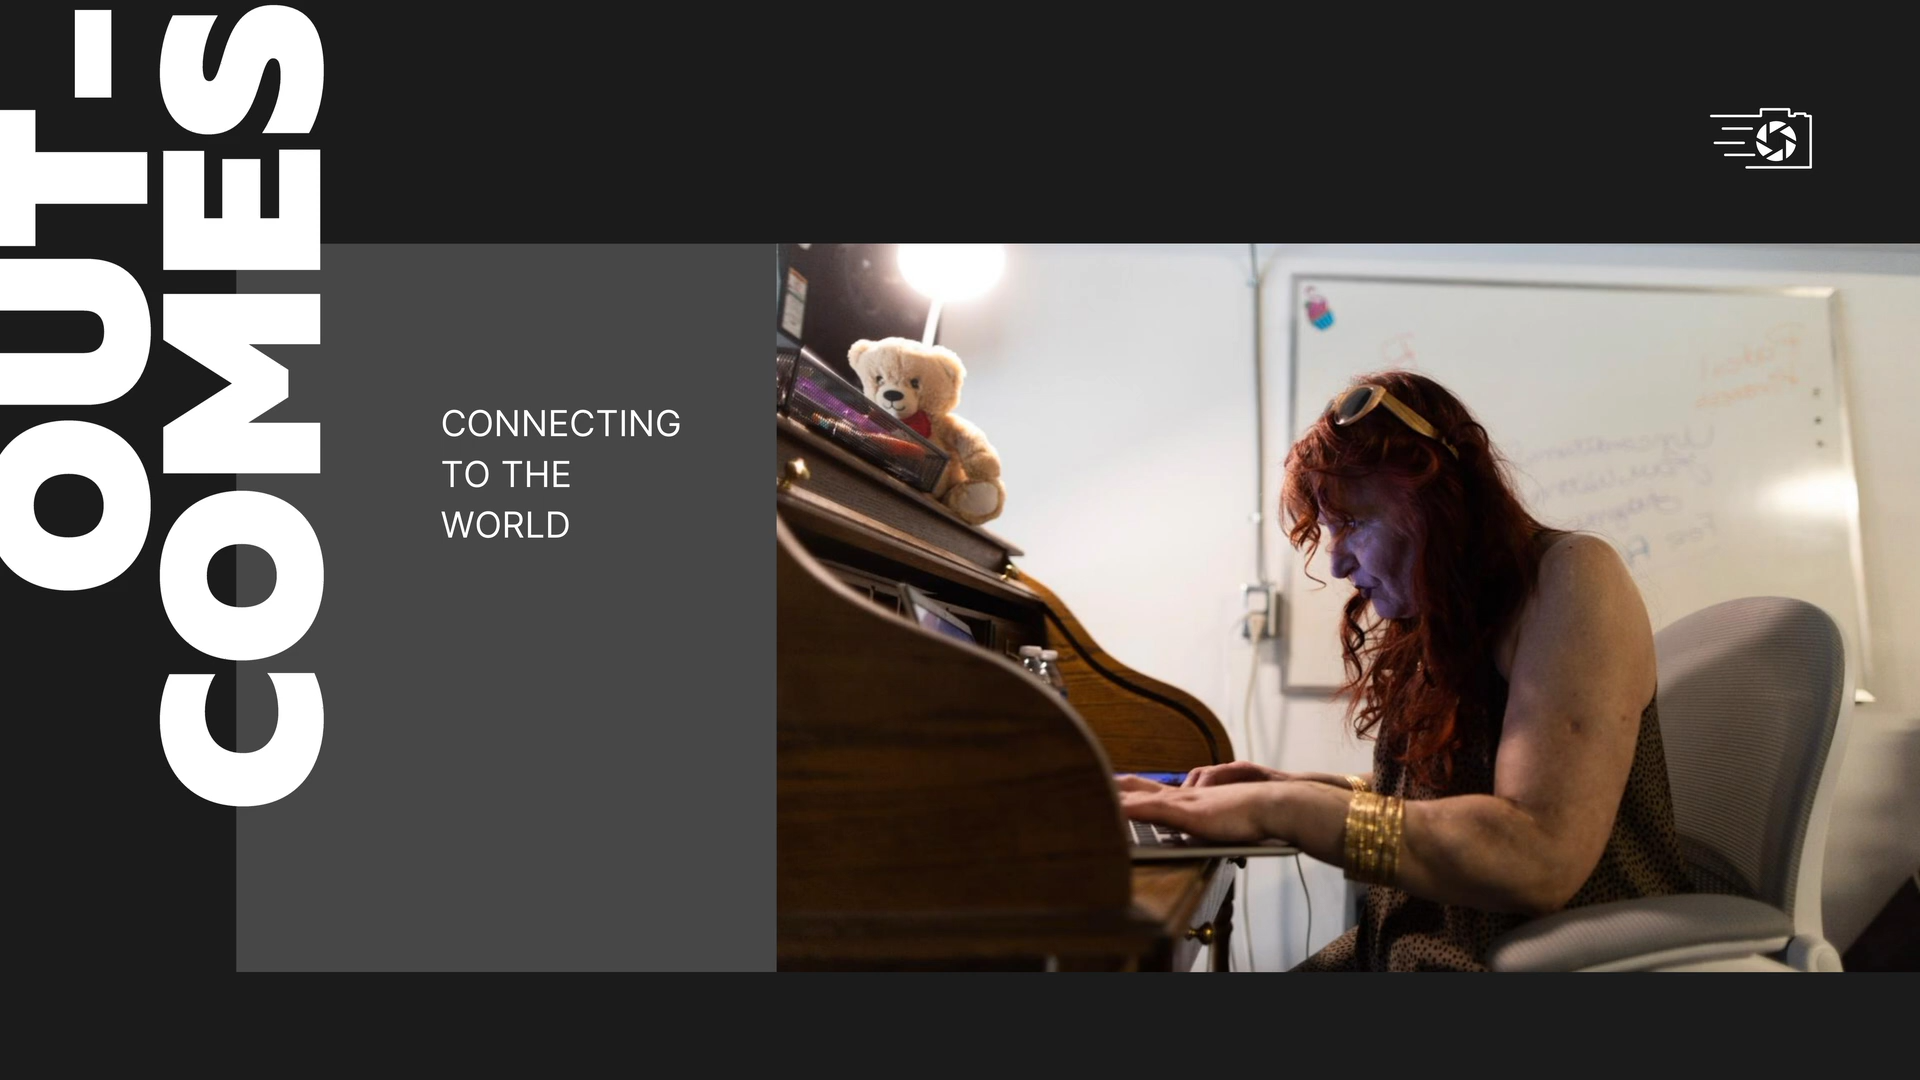 OUT-
COMES
CONNECTING
TO THE
WORLD